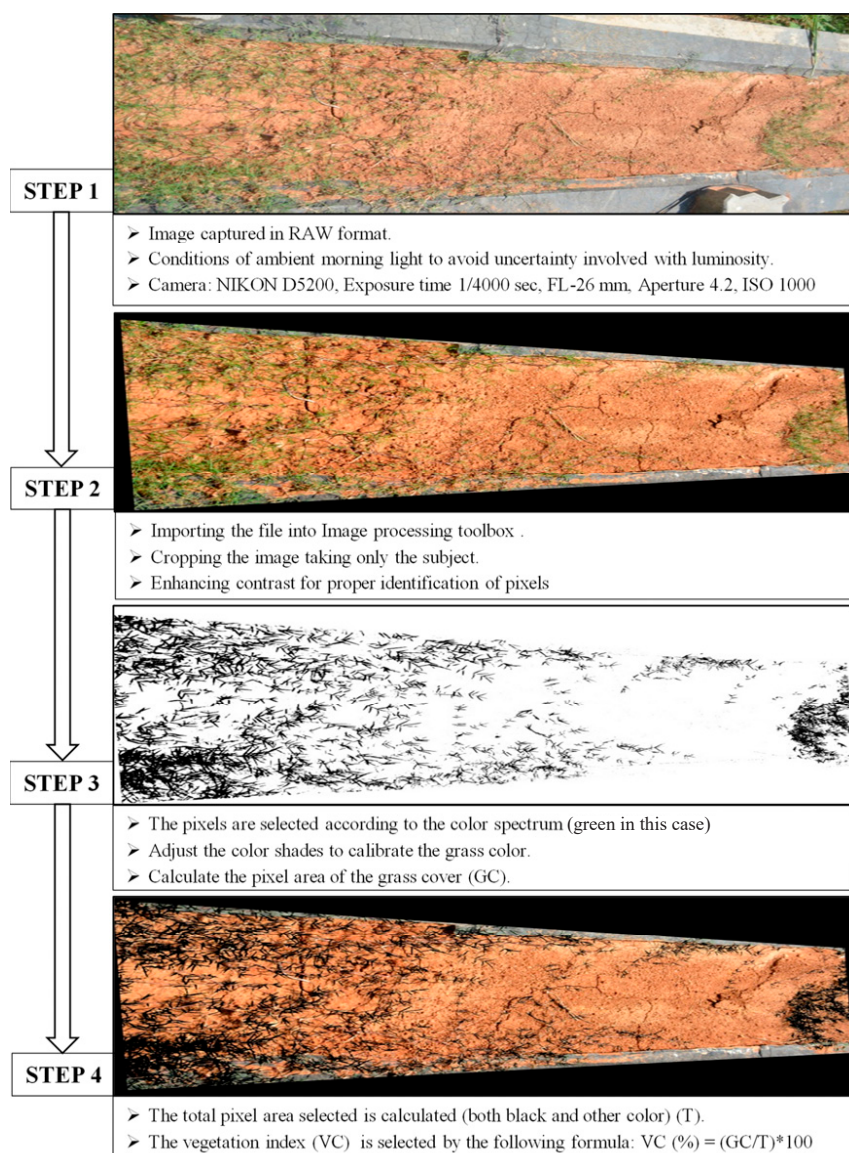 STEP 1
➢ Image captured in RAW format.
➢ Conditions of ambient morning light to avoid uncertainty involved with luminosity.
➢ Camera: NIKON D5200, Exposure time 1/4000 sec, FL-26 mm, Aperture 4.2, ISO 1000
STEP 2
➢ Importing the file into Image processing toolbox .
➢ Cropping the image taking only the subject.
➢ Enhancing contrast for proper identification of pixels
STEP 3
➢ The pixels are selected according to the color spectrum (green in this case)
➢ Adjust the color shades to calibrate the grass color.
➢ Calculate the pixel area of the grass cover (GC).
STEP 4
➢ The total pixel area selected is calculated (both black and other color) (T).
➢ The vegetation index (VC) is selected by the following formula: VC (%) = (GC/T)*100